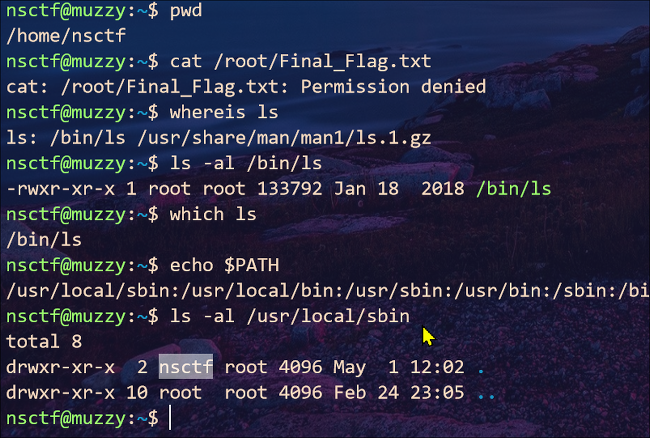 nsctf@muzzy:~$ pwd
/home/nsctf
nsctf@muzzy:~$ cat /root/Final_Flag.txt
cat: /root/Final_Flag.txt: Permission denied
nsctf@muzzy:~$ whereis ls
ls: /bin/ls /usr/share/man/man1/ls.1.gz
nsctf@muzzy:~$ ls -al /bin/ls
-rwxr-xr-x 1 root root 133792 Jan 18  2018 /bin/ls
nsctf@muzzy:~$ which ls
/bin/ls
nsctf@muzzy:~$ echo $PATH
/usr/local/sbin:/usr/local/bin:/usr/sbin:/usr/bin:/sbin:/bi
nsctf@muzzy:~$ ls -al /usr/local/sbin
total 8
drwxr-xr-x  2 nsctf root 4096 May  1 12:02 .
drwxr-xr-x 10 root  root 4096 Feb 24 23:05 ..
nsctf@muzzy:~$